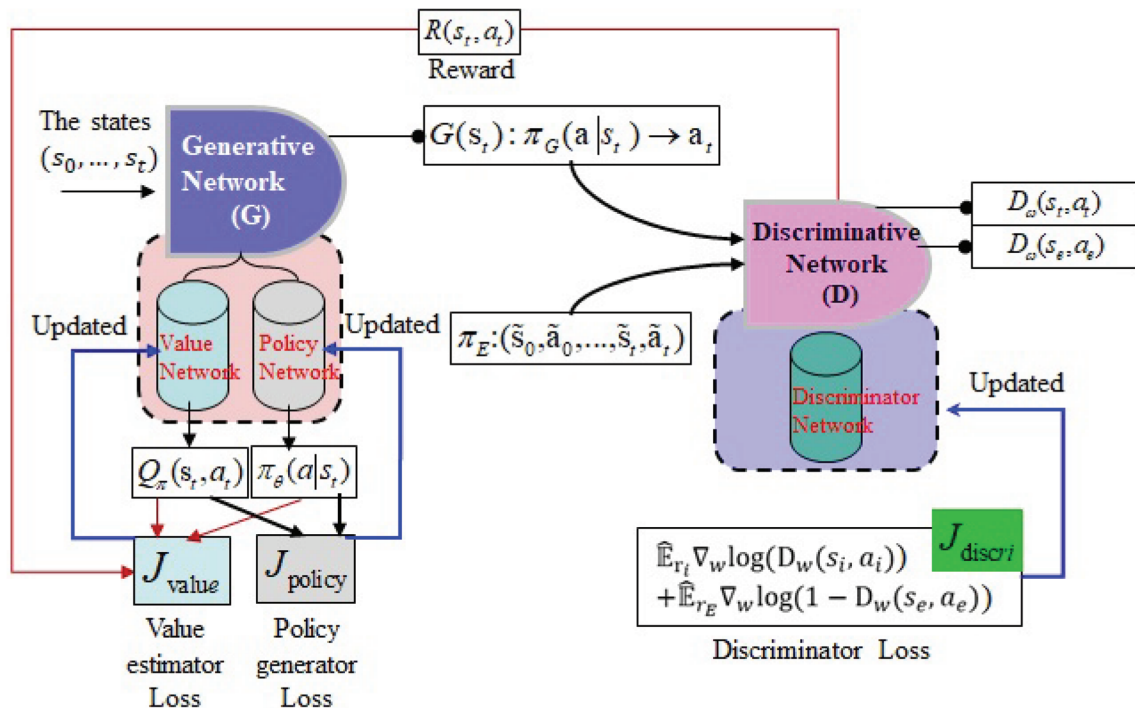 R(s_t, a_t)
Reward
The states
(s_0, ..., s_t)
Generative
Network
(G)
G(s_t) : π_G(a|s_t) → a_t
Discriminative
Network
(D)
D_ω(s_t, a_t)
D_ω(s_e, a_e)
π_E:(s̃_0,ã_0,...,s̃_t,ã_t)
Updated
Updated
Value
Network
Policy
Network
Discriminator
Network
Updated
Q_π(s_t, a_t)
π_θ(a|s_t)
J_value
J_policy
Value
estimator
Loss
Policy
generator
Loss
J_discri
Ê_{r_i} ∇_w log(D_w(s_i, a_i))
+Ê_{r_E} ∇_w log(1 − D_w(s_e, a_e))
Discriminator Loss